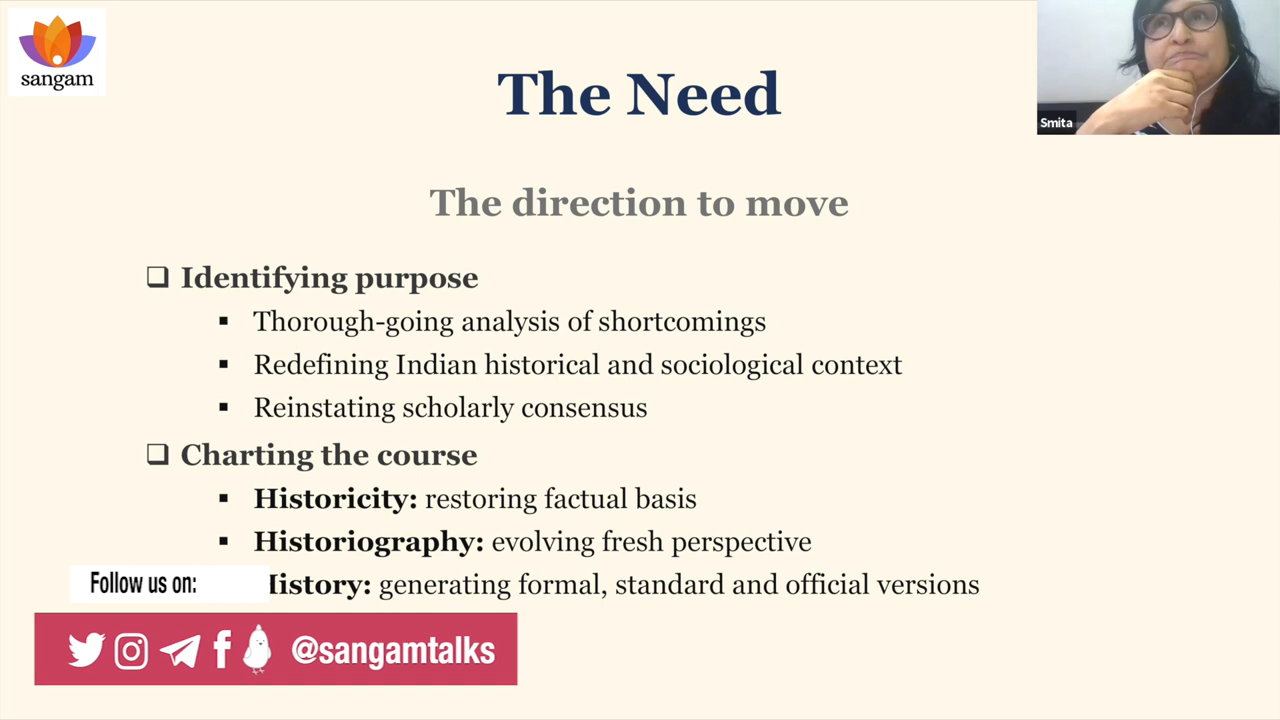 sangam
The Need
Smita
The direction to move
Identifying purpose
Thorough-going analysis of shortcomings
Redefining Indian historical and sociological context
Reinstating scholarly consensus
Charting the course
Historicity: restoring factual basis
Historiography: evolving fresh perspective
History: generating formal, standard and official versions
Follow us on:
@sangamtalks